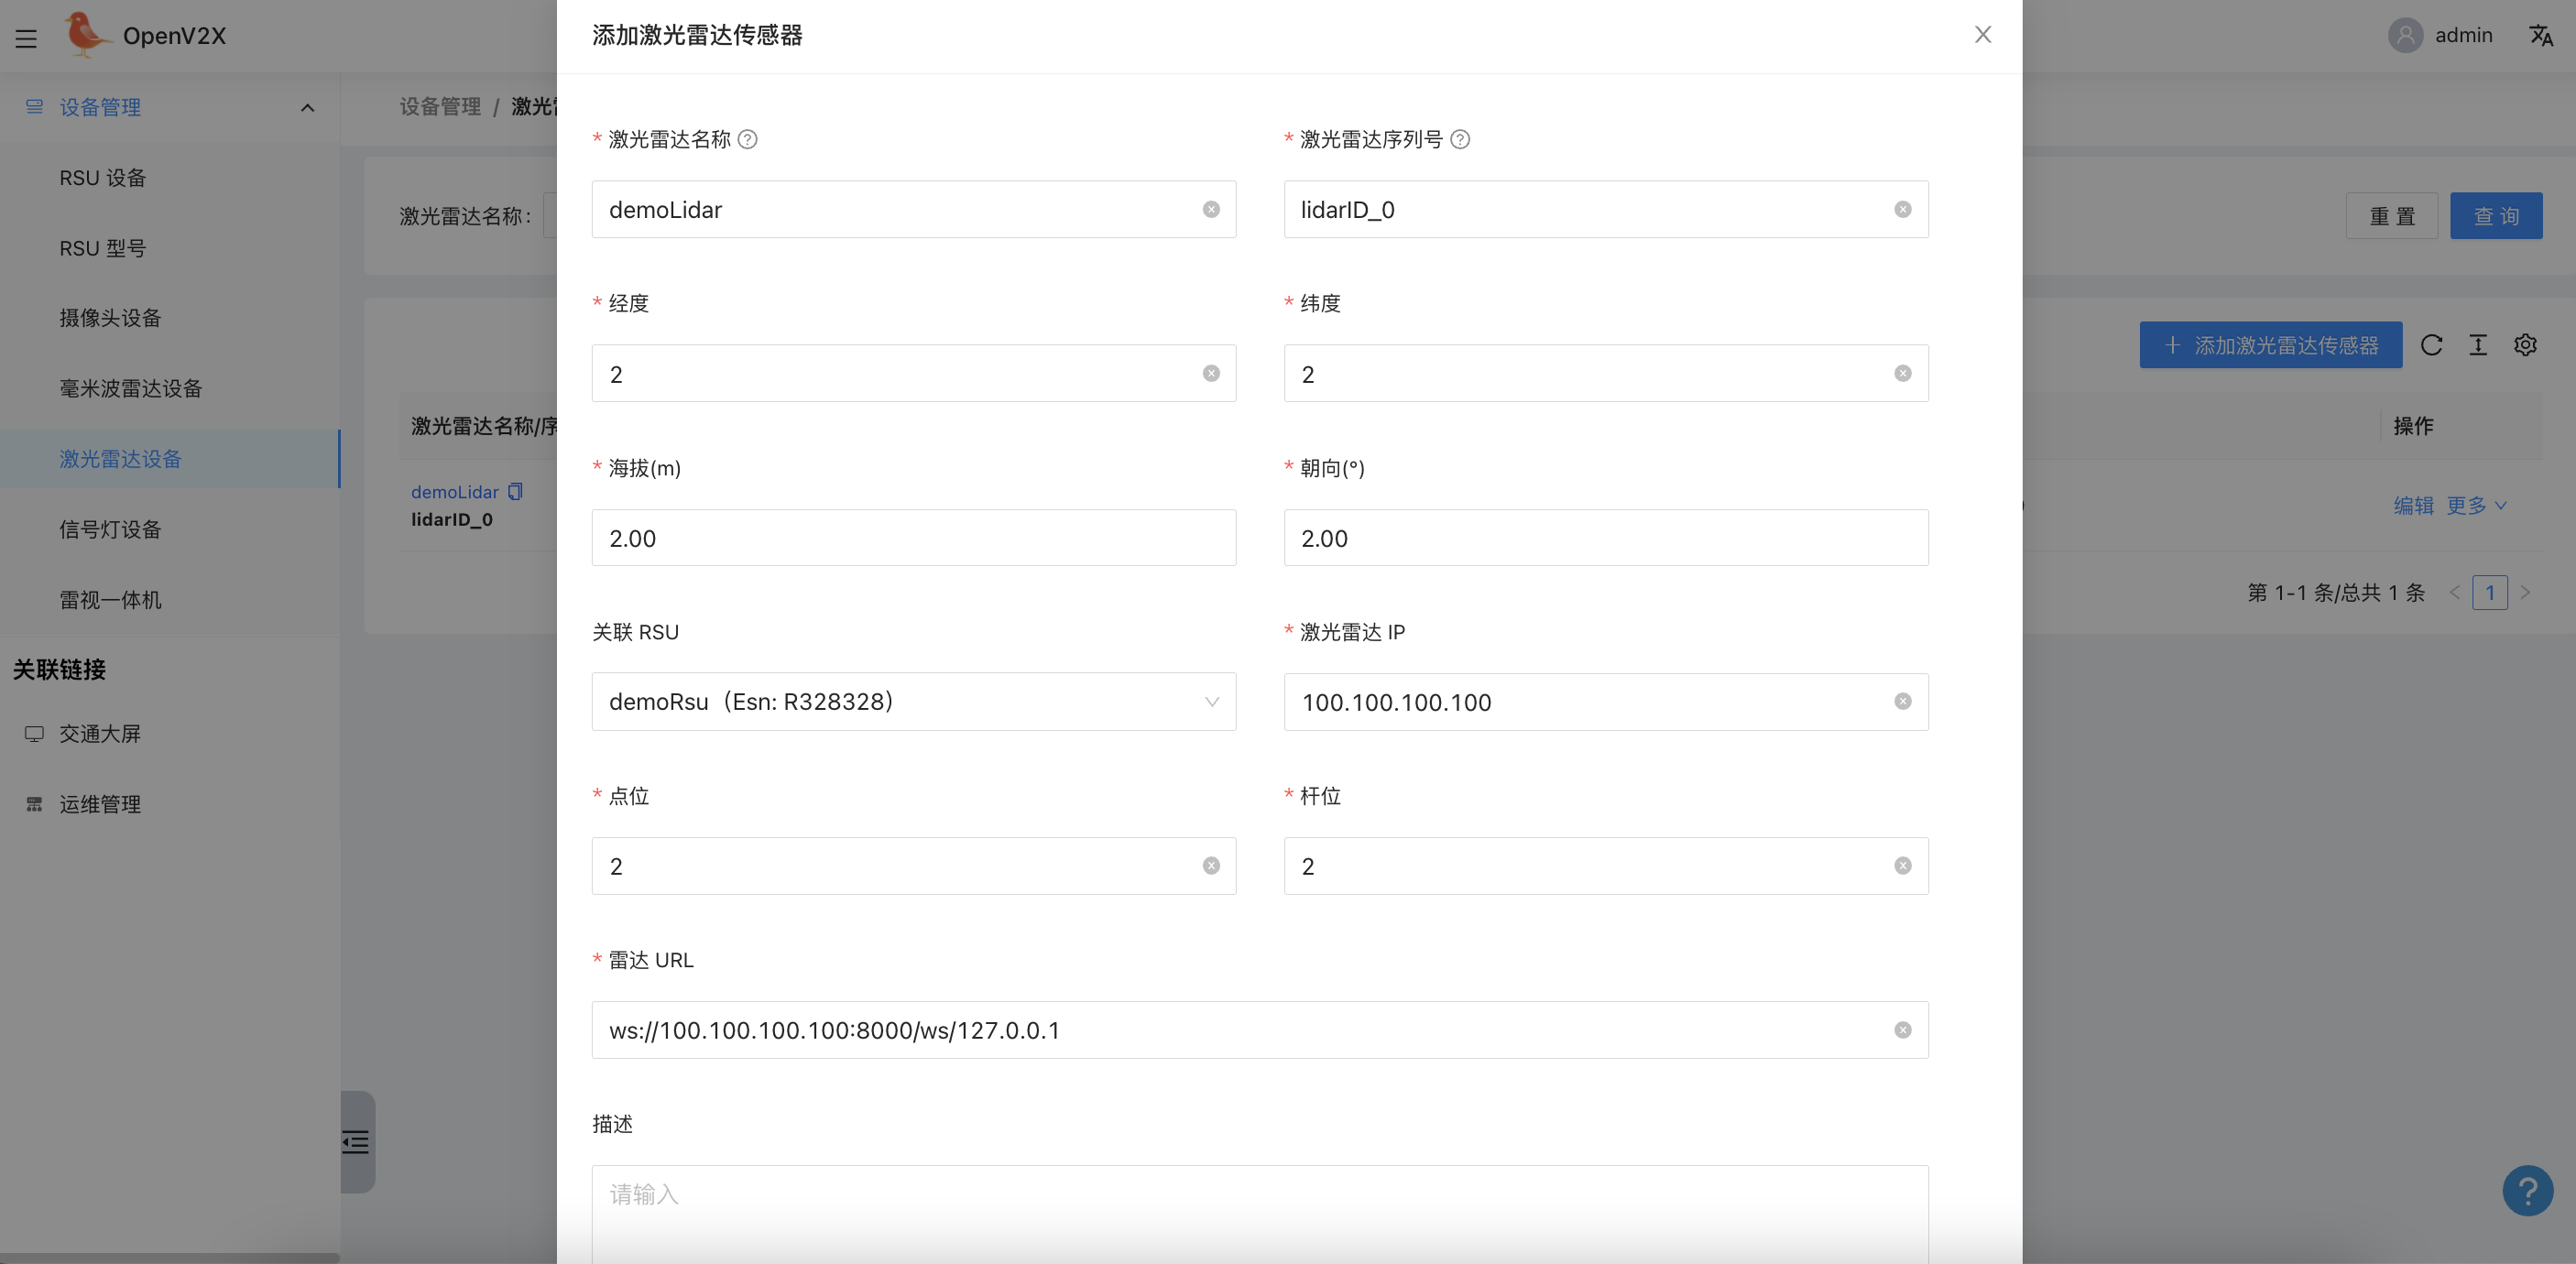 OpenV2X
admin
设备管理
RSU 设备
RSU 型号
摄像头设备
毫米波雷达设备
激光雷达设备
信号灯设备
雷视一体机
关联链接
交通大屏
运维管理
设备管理 / 激光
激光雷达名称:
重 置
查 询
添加激光雷达传感器
激光雷达名称/序
操作
demoLidar
lidarID_0
编辑 更多
第 1-1 条/总共 1 条
1
添加激光雷达传感器
* 激光雷达名称
* 激光雷达序列号
demoLidar
lidarID_0
* 经度
* 纬度
2
2
* 海拔(m)
* 朝向(°)
2.00
2.00
关联 RSU
* 激光雷达 IP
demoRsu（Esn: R328328）
100.100.100.100
* 点位
* 杆位
2
2
* 雷达 URL
ws://100.100.100.100:8000/ws/127.0.0.1
描述
请输入